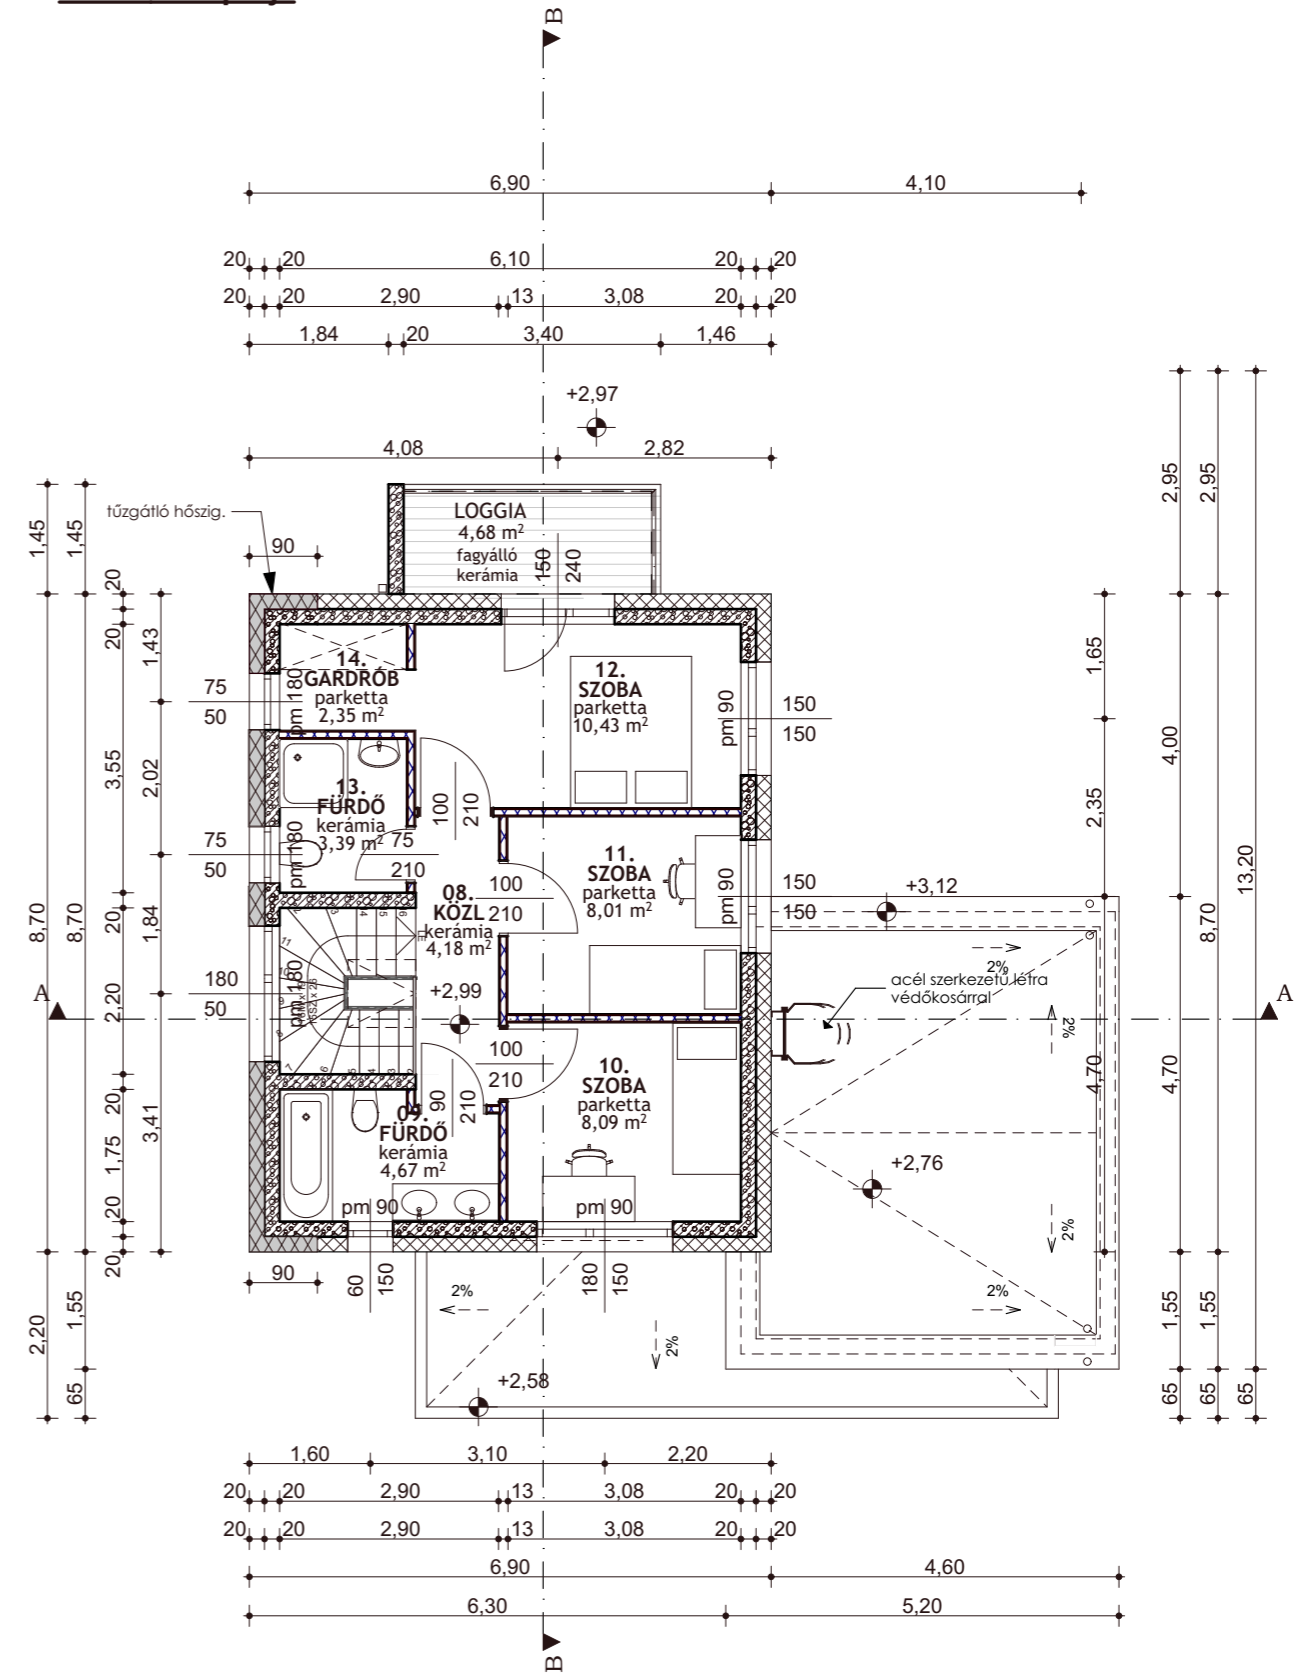 B
6,90 4,10
20 20 6,10 20 20
20 20 2,90 13 3,08 20 20
1,84 20 3,40 1,46
+2,97
4,08 2,82
2,95 2,95
1,45 1,45
tűzgátló hőszig.
90
LOGGIA
4,68 m²
fagyálló
kerámia
150 240
20
20
1,43
1,65
14.
GARDRÓB
parketta
2,35 m²
pm 180
75
50
12.
SZOBA
parketta
10,43 m²
pm 90
150
150
4,00
3,55
2,02
2,35
13.
FÜRDŐ
kerámia
3,39 m²
pm 180
75
50
100 210
75
210
11.
SZOBA
parketta
8,01 m²
pm 90
150
150
13,20
+3,12
100
210
08.
KÖZL
kerámia
4,18 m²
8,70 8,70
20
1,84
8,70
2%
acél szerkezetű létra
védőkosárral
180
50
pm 180
+2,99
A
A
2,20
2%
100
210
10.
SZOBA
parketta
8,09 m²
4,70
4,70
20
3,41
90 210
09.
FÜRDŐ
kerámia
4,67 m²
1,75
+2,76
pm 90
pm 90
20
2%
20
90
60 150
180 150
2%
2%
2,20
1,55
1,55 1,55
2%
+2,58
65
65 65 65
1,60 3,10 2,20
20 20 2,90 13 3,08 20 20
20 20 2,90 13 3,08 20 20
6,90 4,60
6,30 5,20
B